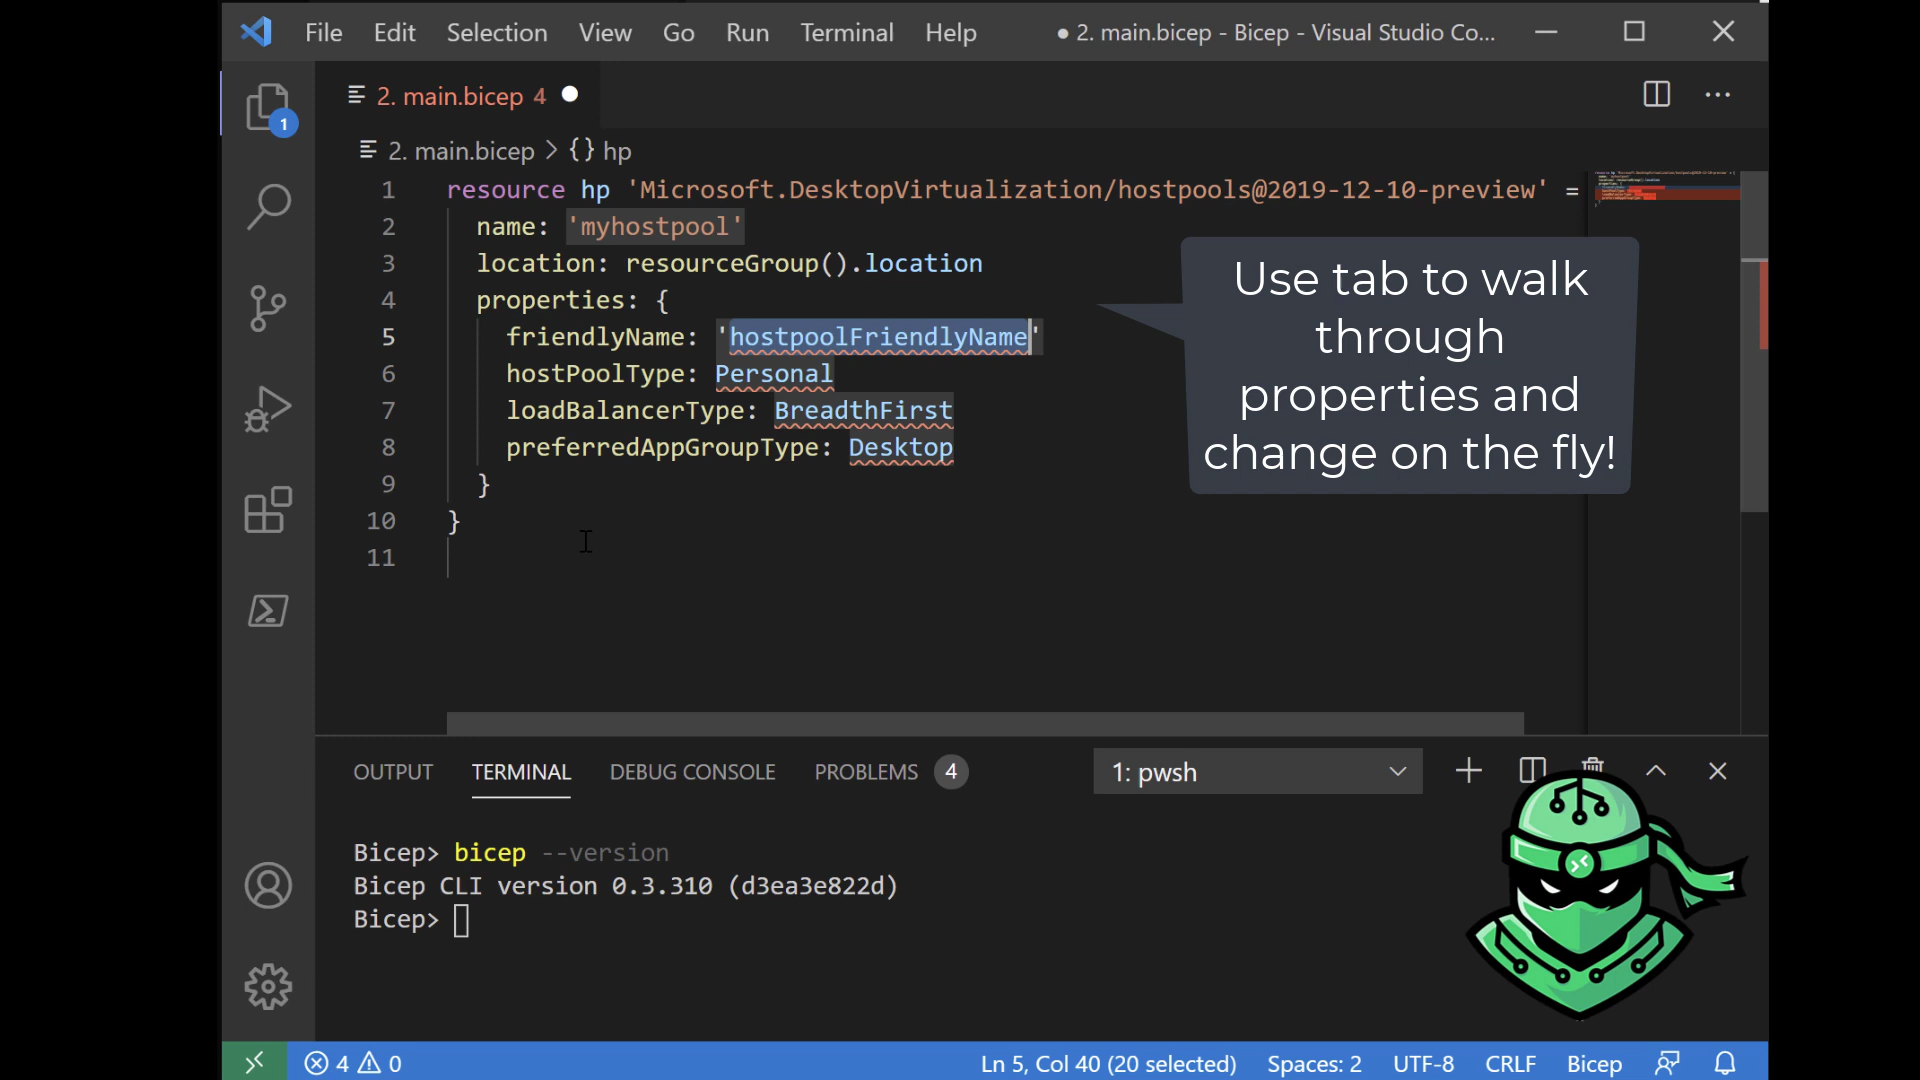 File Edit Selection View Go Run Terminal Help ● 2. main.bicep - Bicep - Visual Studio Co...
2. main.bicep 4
1
2. main.bicep > {} hp
1 resource hp 'Microsoft.DesktopVirtualization/hostpools@2019-12-10-preview' =
2 name: 'myhostpool'
3 location: resourceGroup().location
4 properties: {
5 friendlyName: 'hostpoolFriendlyName'
6 hostPoolType: Personal
7 loadBalancerType: BreadthFirst
8 preferredAppGroupType: Desktop
9 }
10 }
11
Use tab to walk
through
properties and
change on the fly!
OUTPUT TERMINAL DEBUG CONSOLE PROBLEMS 4 1: pwsh
Bicep> bicep --version
Bicep CLI version 0.3.310 (d3ea3e822d)
Bicep>
4 0 Ln 5, Col 40 (20 selected) Spaces: 2 UTF-8 CRLF Bicep